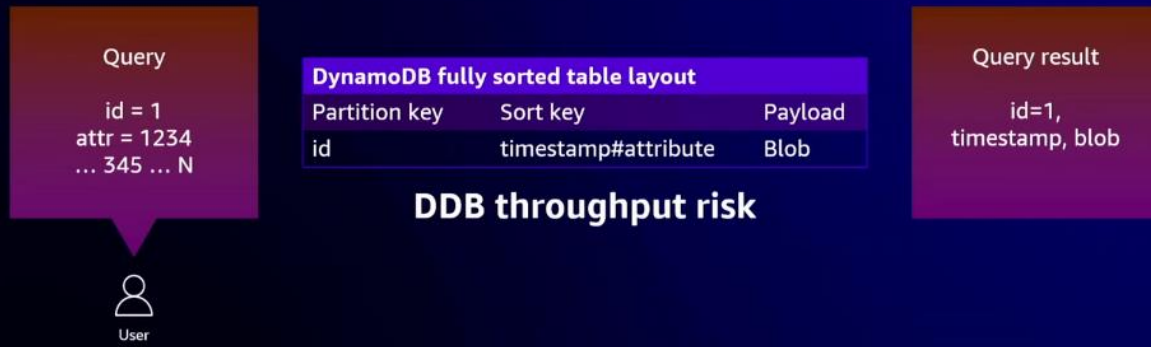 Query
id = 1
attr = 1234
... 345 ... N
User
DynamoDB fully sorted table layout
Partition key Sort key Payload
id timestamp#attribute Blob
DDB throughput risk
Query result
id=1,
timestamp, blob